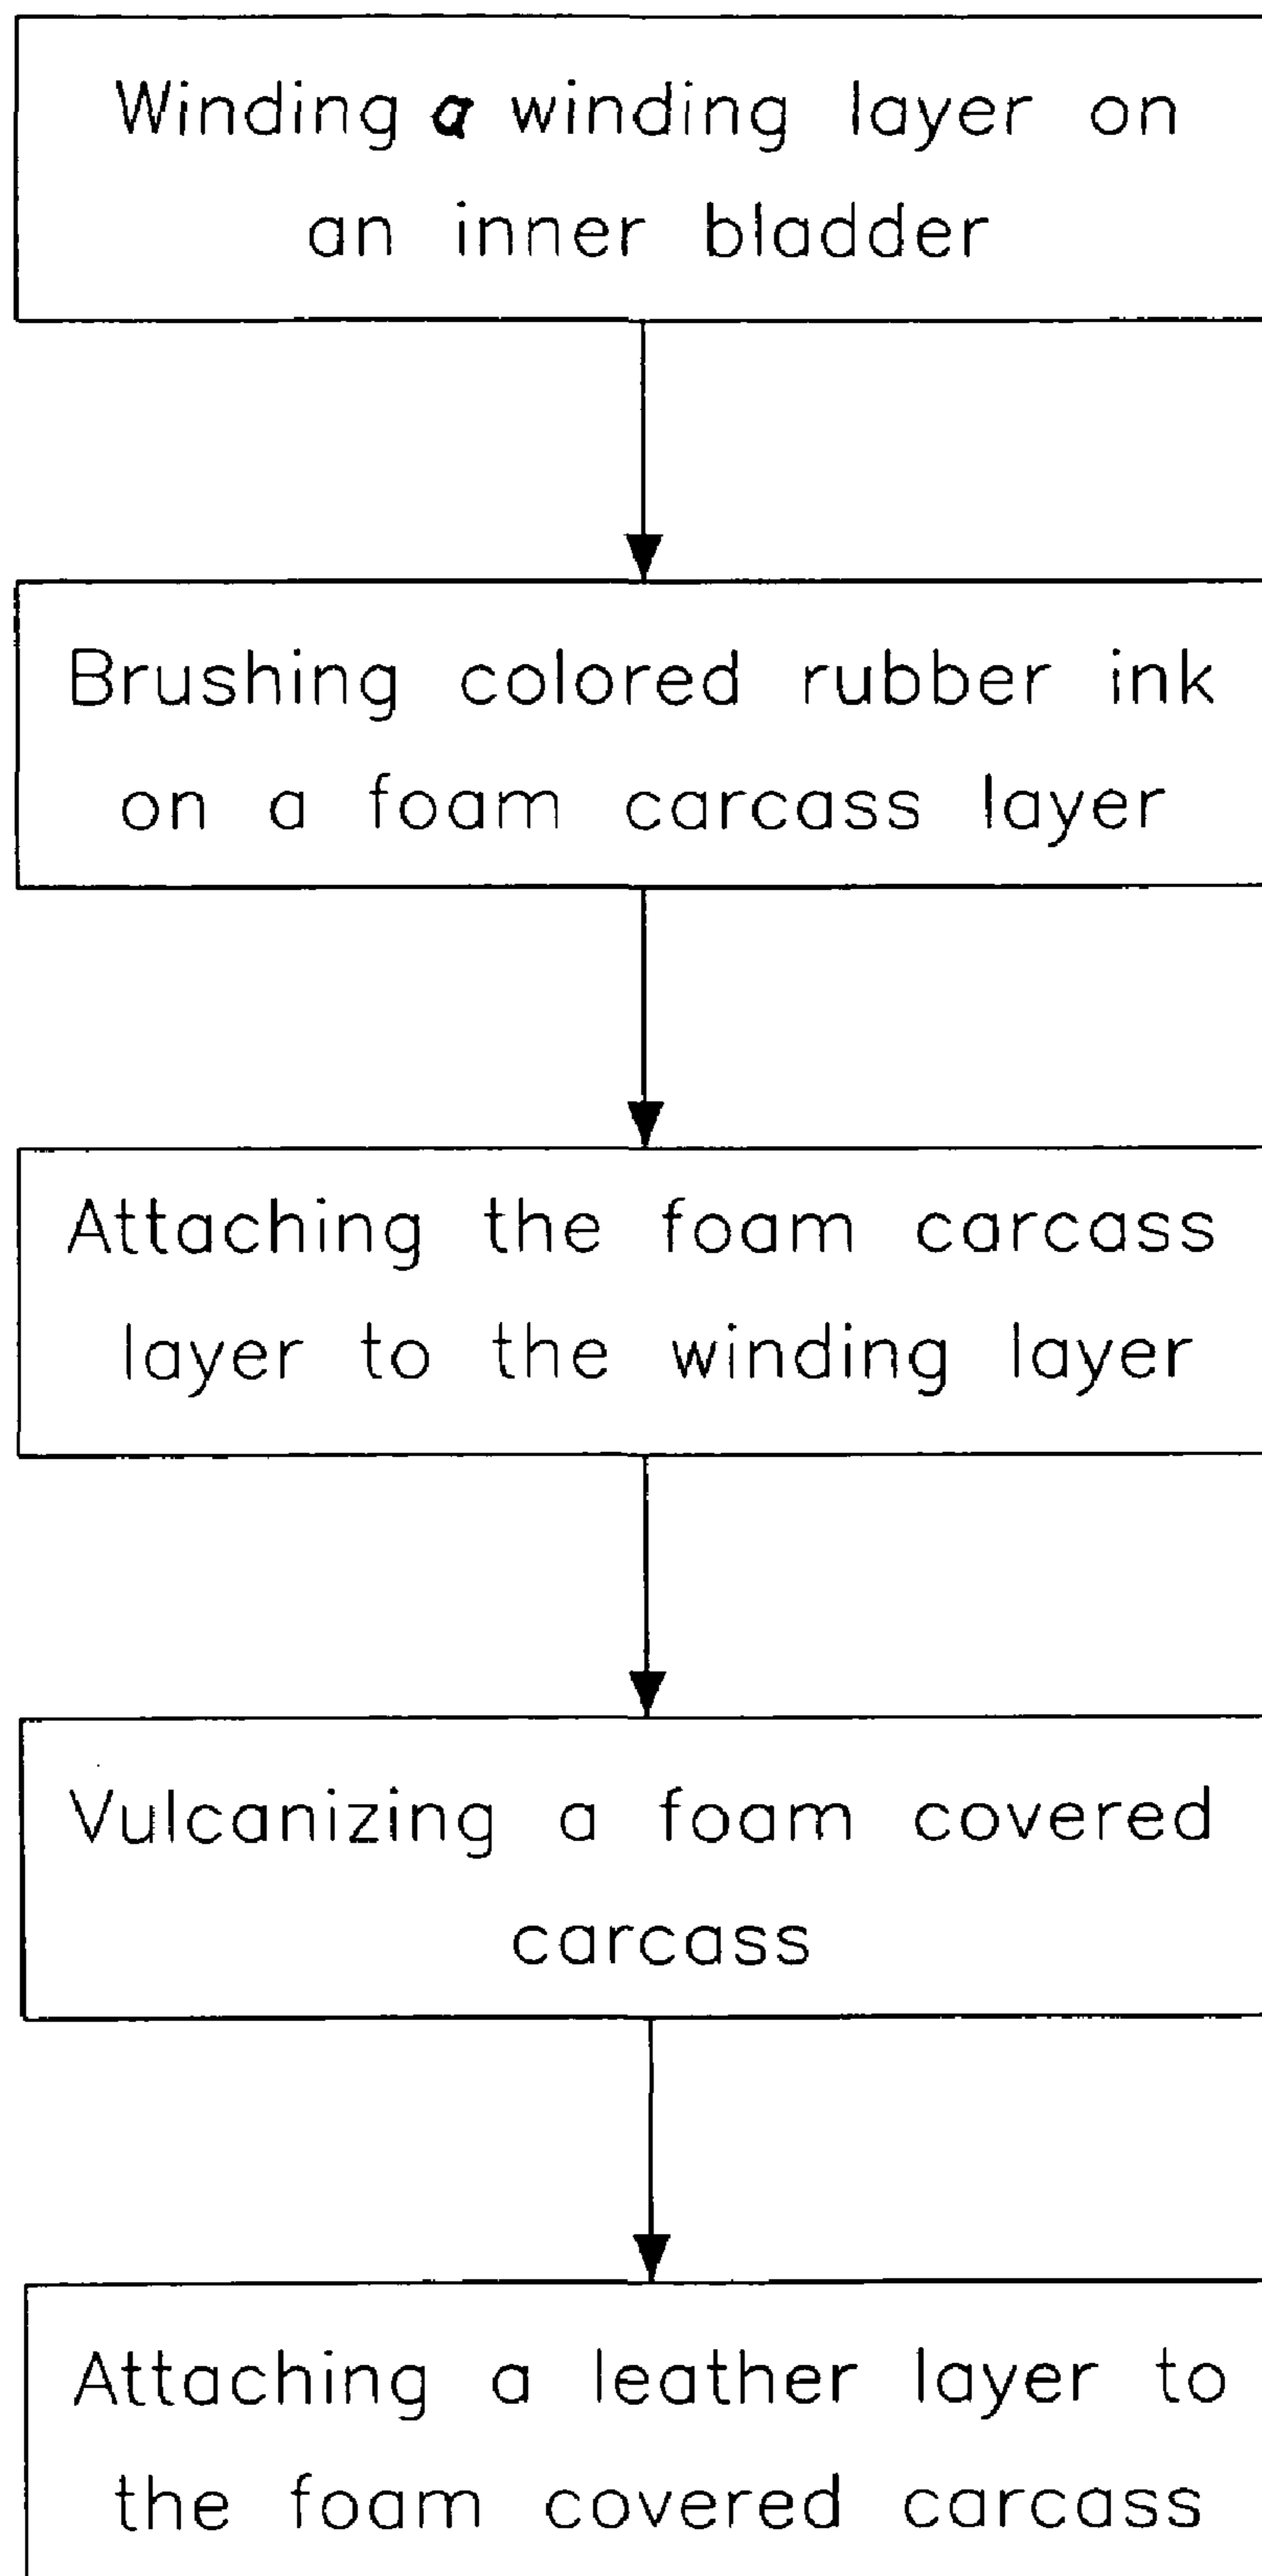 Winding a winding layer on
an inner bladder
Brushing colored rubber ink
on a foam carcass layer
Attaching the foam carcass
layer to the winding layer
Vulcanizing a foam covered
carcass
Attaching a leather layer to
the foam covered carcass